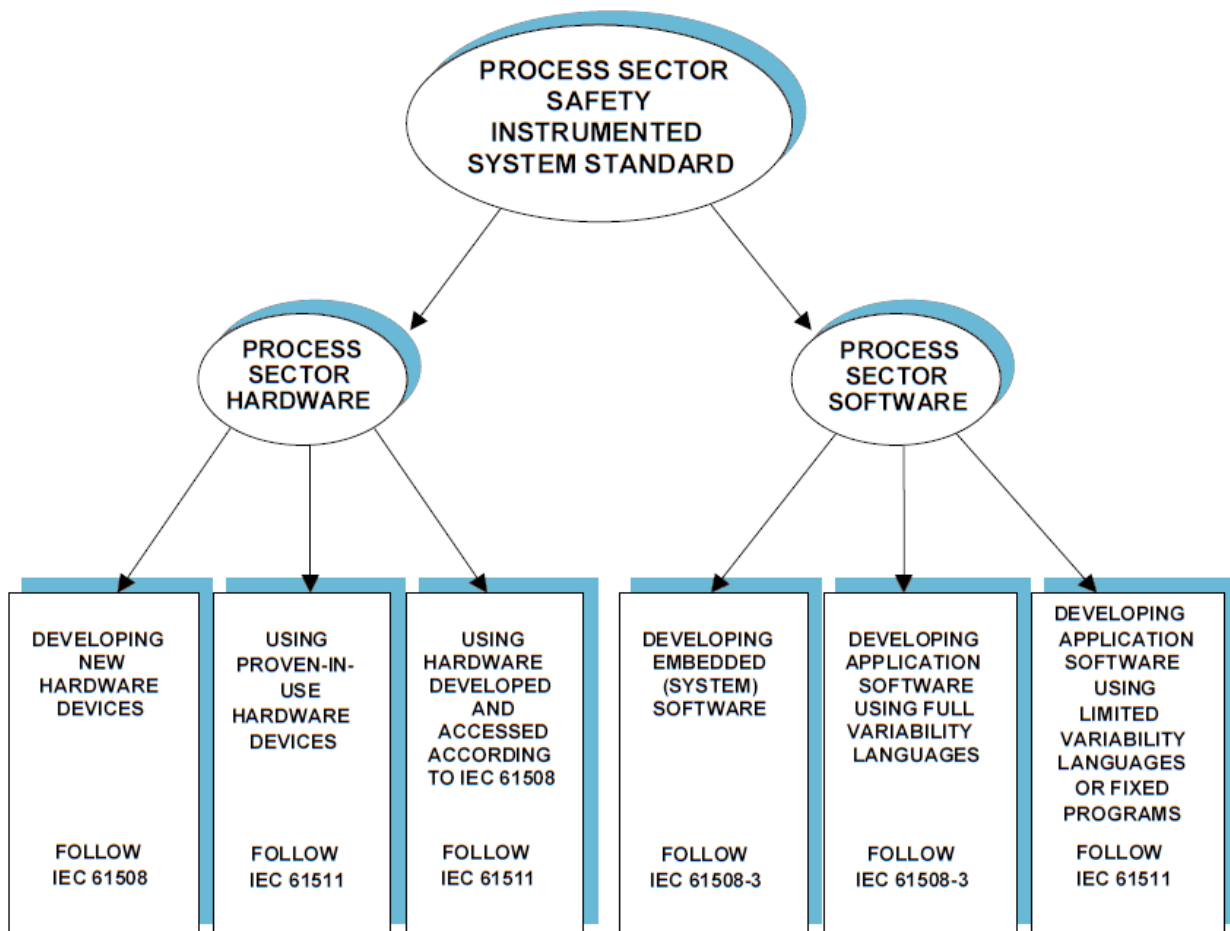 PROCESS SECTOR
SAFETY
INSTRUMENTED
SYSTEM STANDARD
PROCESS
SECTOR
HARDWARE
PROCESS
SECTOR
SOFTWARE
DEVELOPING
NEW
HARDWARE
DEVICES
FOLLOW
IEC 61508
USING
PROVEN-IN-
USE
HARDWARE
DEVICES
FOLLOW
IEC 61511
USING
HARDWARE
DEVELOPED
AND
ACCESSED
ACCORDING
TO IEC 61508
FOLLOW
IEC 61511
DEVELOPING
EMBEDDED
(SYSTEM)
SOFTWARE
FOLLOW
IEC 61508-3
DEVELOPING
APPLICATION
SOFTWARE
USING FULL
VARIABILITY
LANGUAGES
FOLLOW
IEC 61508-3
DEVELOPING
APPLICATION
SOFTWARE
USING
LIMITED
VARIABILITY
LANGUAGES
OR FIXED
PROGRAMS
FOLLOW
IEC 61511